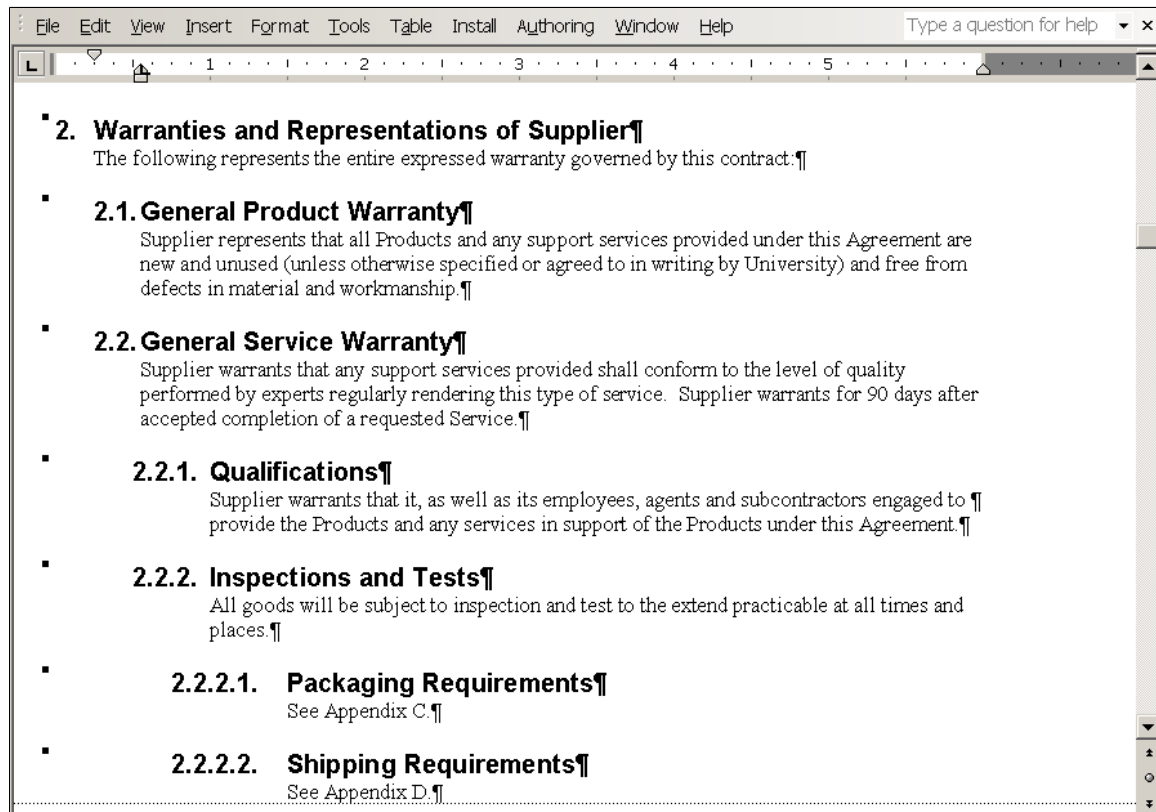 File Edit View Insert Format Tools Table Install Authoring Window Help Type a question for help
1 2 3 4 5
2. Warranties and Representations of Supplier¶
The following represents the entire expressed warranty governed by this contract:¶
2.1. General Product Warranty¶
Supplier represents that all Products and any support services provided under this Agreement are
new and unused (unless otherwise specified or agreed to in writing by University) and free from
defects in material and workmanship.¶
2.2. General Service Warranty¶
Supplier warrants that any support services provided shall conform to the level of quality
performed by experts regularly rendering this type of service.  Supplier warrants for 90 days after
accepted completion of a requested Service.¶
2.2.1. Qualifications¶
Supplier warrants that it, as well as its employees, agents and subcontractors engaged to ¶
provide the Products and any services in support of the Products under this Agreement.¶
2.2.2. Inspections and Tests¶
All goods will be subject to inspection and test to the extend practicable at all times and
places.¶
2.2.2.1. Packaging Requirements¶
See Appendix C.¶
2.2.2.2. Shipping Requirements¶
See Appendix D.¶